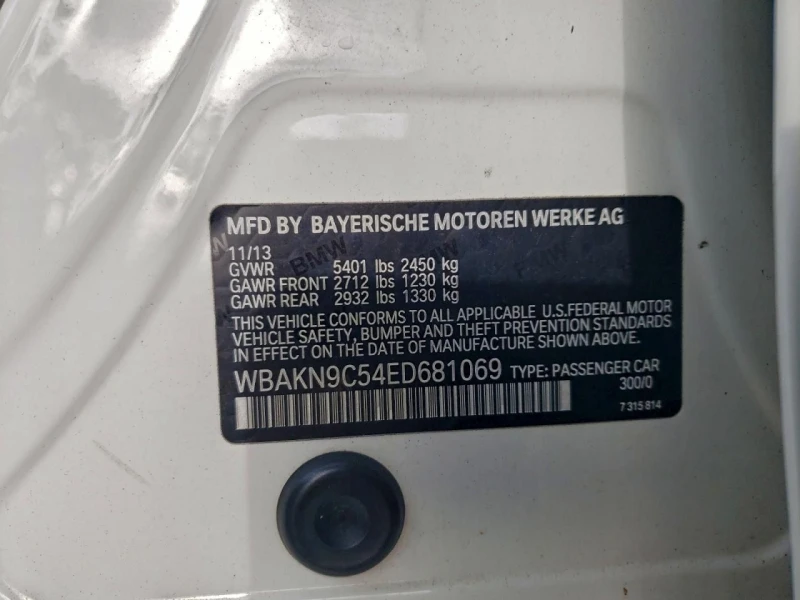 MFD BY BAYERISCHE MOTOREN WERKE AG
11/13
GVWR 5401 lbs 2450 kg
GAWR FRONT 2712 lbs 1230 kg
GAWR REAR 2932 lbs 1330 kg
THIS VEHICLE CONFORMS TO ALL APPLICABLE U.S.FEDERAL MOTOR
VEHICLE SAFETY, BUMPER AND THEFT PREVENTION STANDARDS
IN EFFECT ON THE DATE OF MANUFACTURE SHOWN ABOVE.
WBAKN9C54ED681069 TYPE: PASSENGER CAR
300/0
7 315 814
BMW
BMW